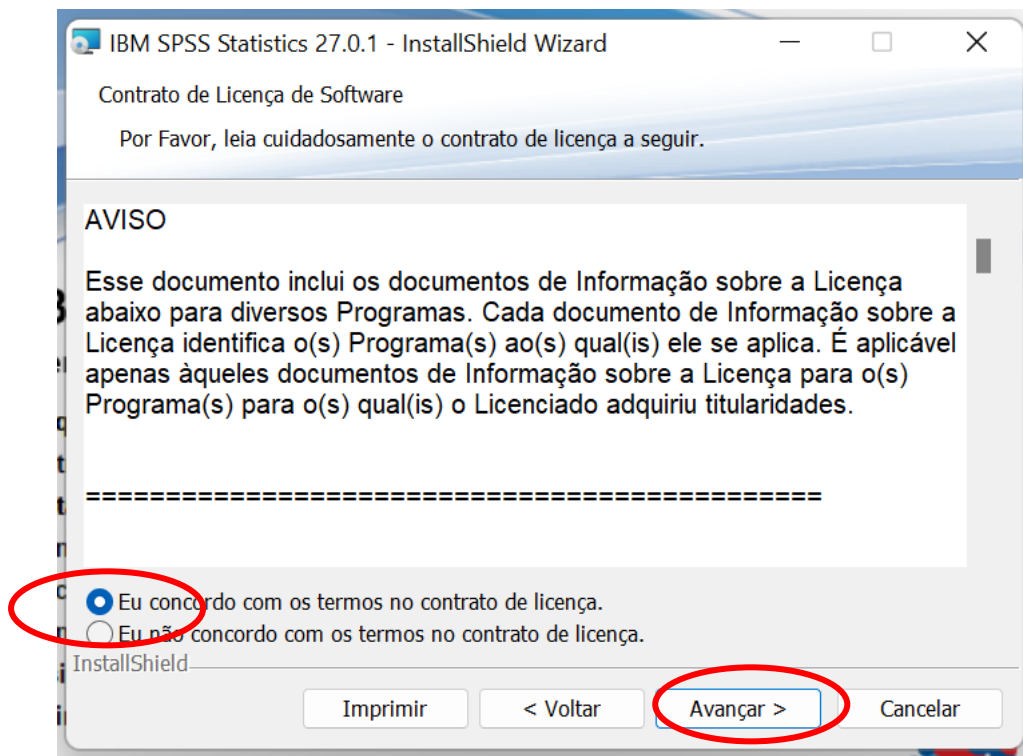 IBM SPSS Statistics 27.0.1 - InstallShield Wizard
Contrato de Licença de Software
Por Favor, leia cuidadosamente o contrato de licença a seguir.
AVISO
Esse documento inclui os documentos de Informação sobre a Licença
abaixo para diversos Programas. Cada documento de Informação sobre a
Licença identifica o(s) Programa(s) ao(s) qual(is) ele se aplica. É aplicável
apenas àqueles documentos de Informação sobre a Licença para o(s)
Programa(s) para o(s) qual(is) o Licenciado adquiriu titularidades.
==============================================
Eu concordo com os termos no contrato de licença.
Eu não concordo com os termos no contrato de licença.
InstallShield
Imprimir < Voltar Avançar > Cancelar